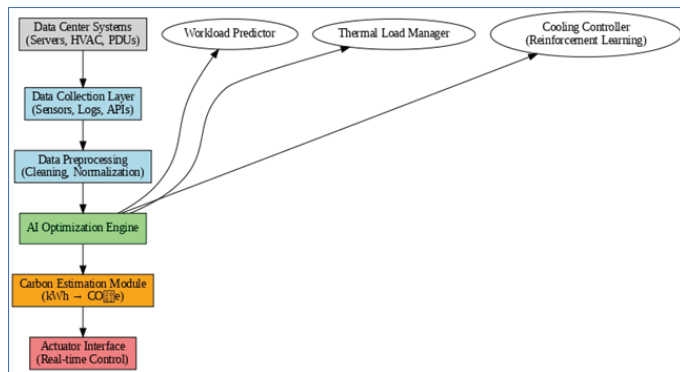 Data Center Systems
(Servers, HVAC, PDUs)
Workload Predictor
Thermal Load Manager
Cooling Controller
(Reinforcement Learning)
Data Collection Layer
(Sensors, Logs, APIs)
Data Preprocessing
(Cleaning, Normalization)
AI Optimization Engine
Carbon Estimation Module
(kWh → CO▯e)
Actuator Interface
(Real-time Control)